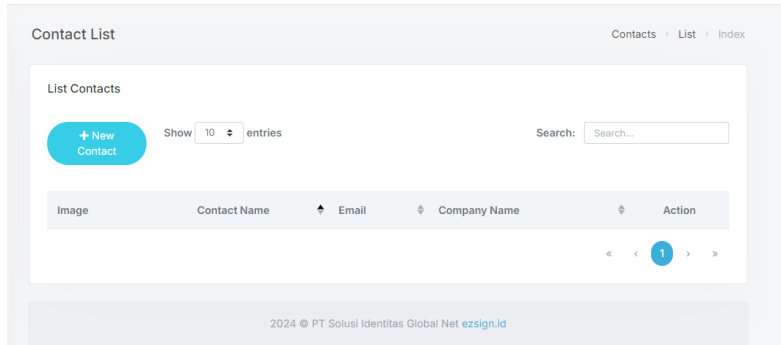 Contact List
Contacts > List > Index
List Contacts
+ New
Contact
Show 10 entries
Search: Search...
Image Contact Name Email Company Name Action
« ‹ 1 › »
2024 © PT Solusi Identitas Global Net ezsign.id